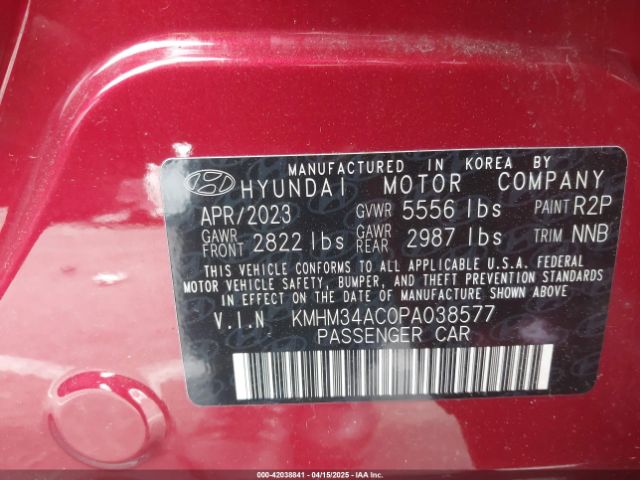 MANUFACTURED IN KOREA BY
HYUNDAI MOTOR COMPANY
APR/2023 GVWR 5556 lbs PAINT R2P
GAWR FRONT 2822 lbs GAWR REAR 2987 lbs TRIM NNB
THIS VEHICLE CONFORMS TO ALL APPLICABLE U.S.A. FEDERAL
MOTOR VEHICLE SAFETY, BUMPER, AND THEFT PREVENTION STANDARDS
IN EFFECT ON THE DATE OF MANUFACTURE SHOWN ABOVE.
V.I.N. KMHM34AC0PA038577
PASSENGER CAR
000-42038841 - 04/15/2025 - IAAI.COM